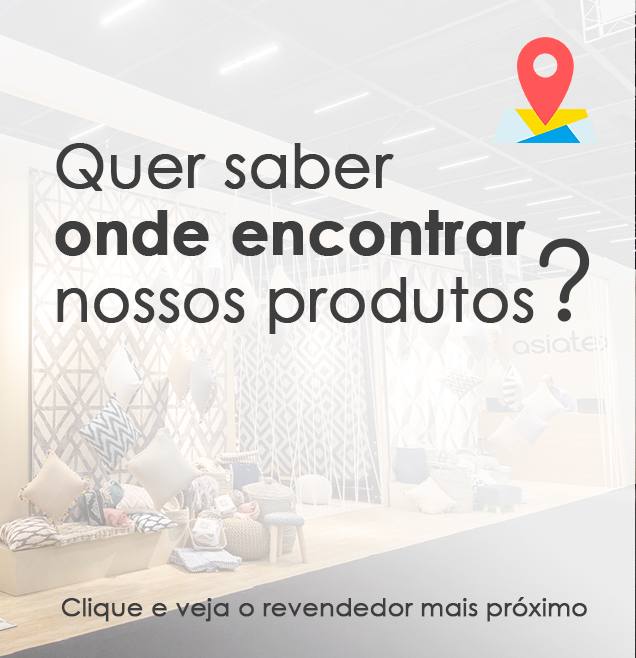 Quer saber
onde encontrar
nossos produtos?
asiatex
Clique e veja o revendedor mais próximo